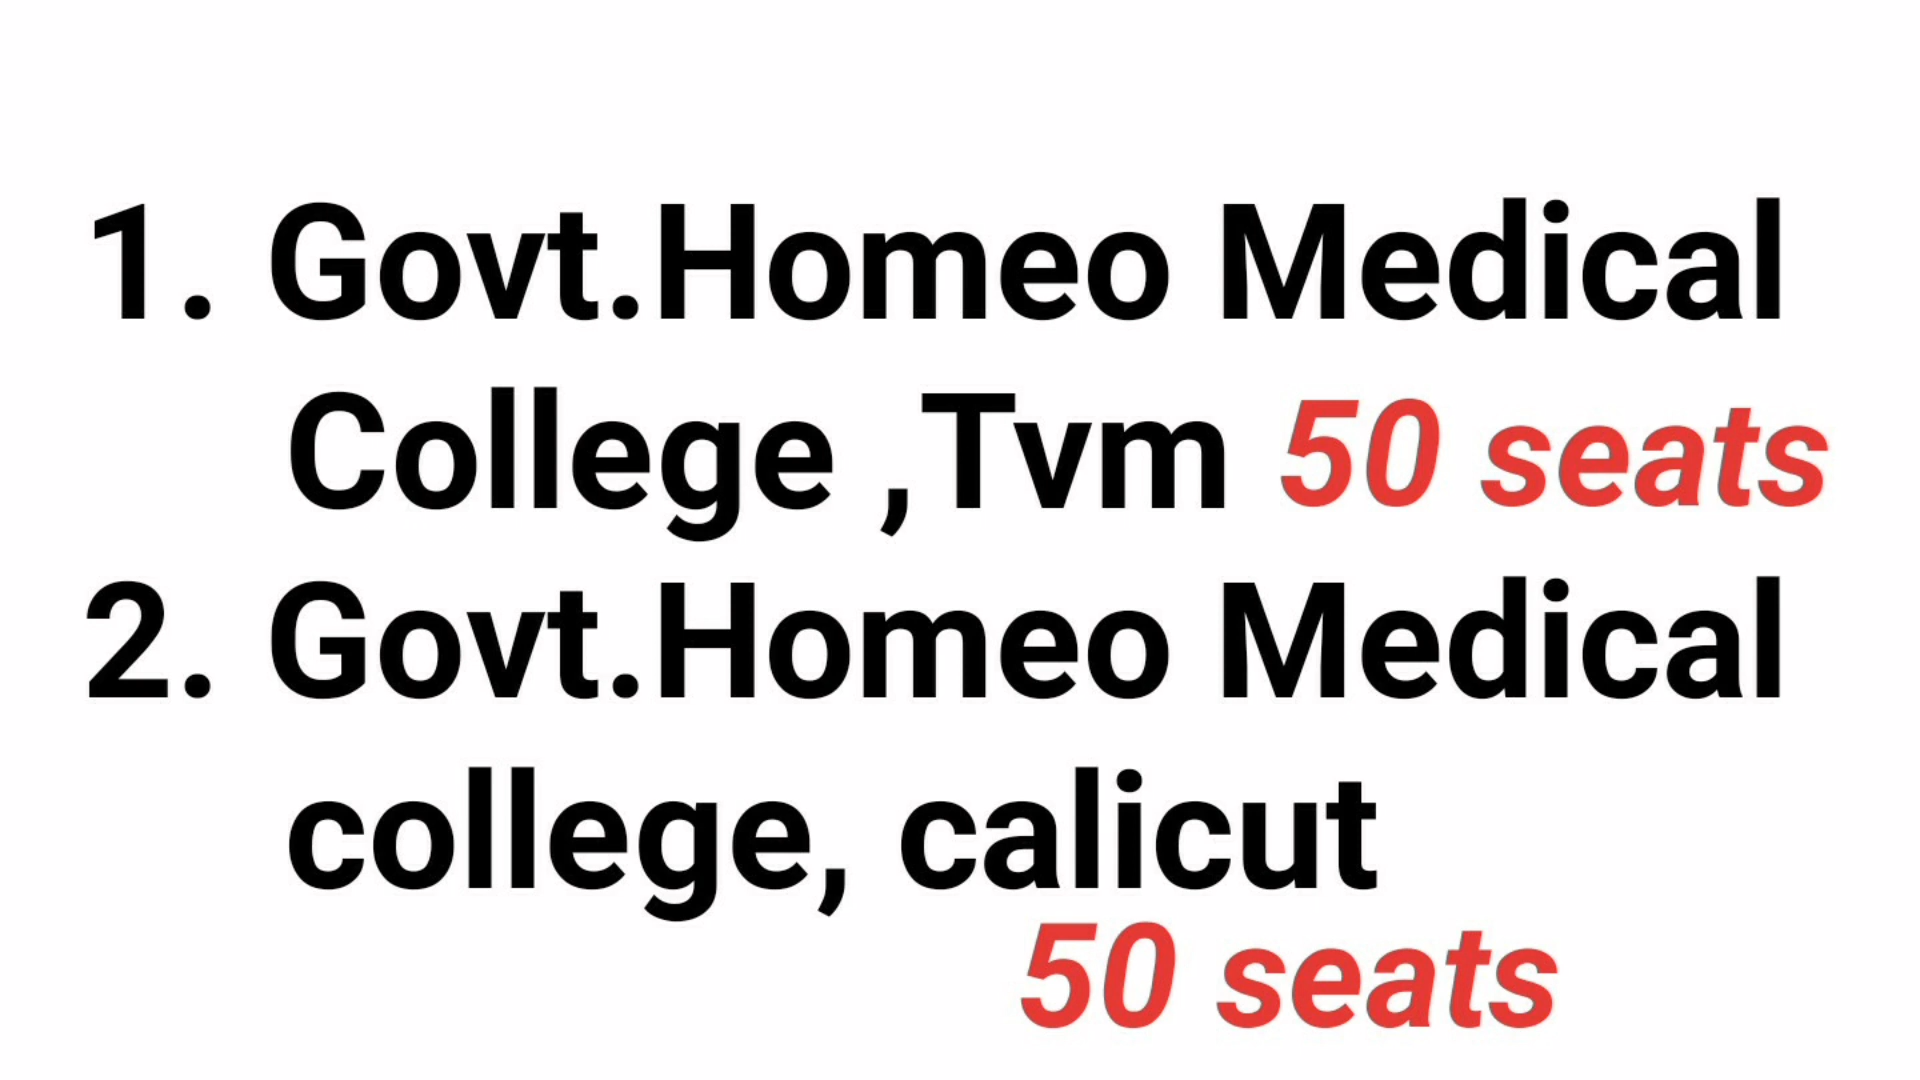 1. Govt.Homeo Medical
College ,Tvm 50 seats
2. Govt.Homeo Medical
college, calicut
50 seats